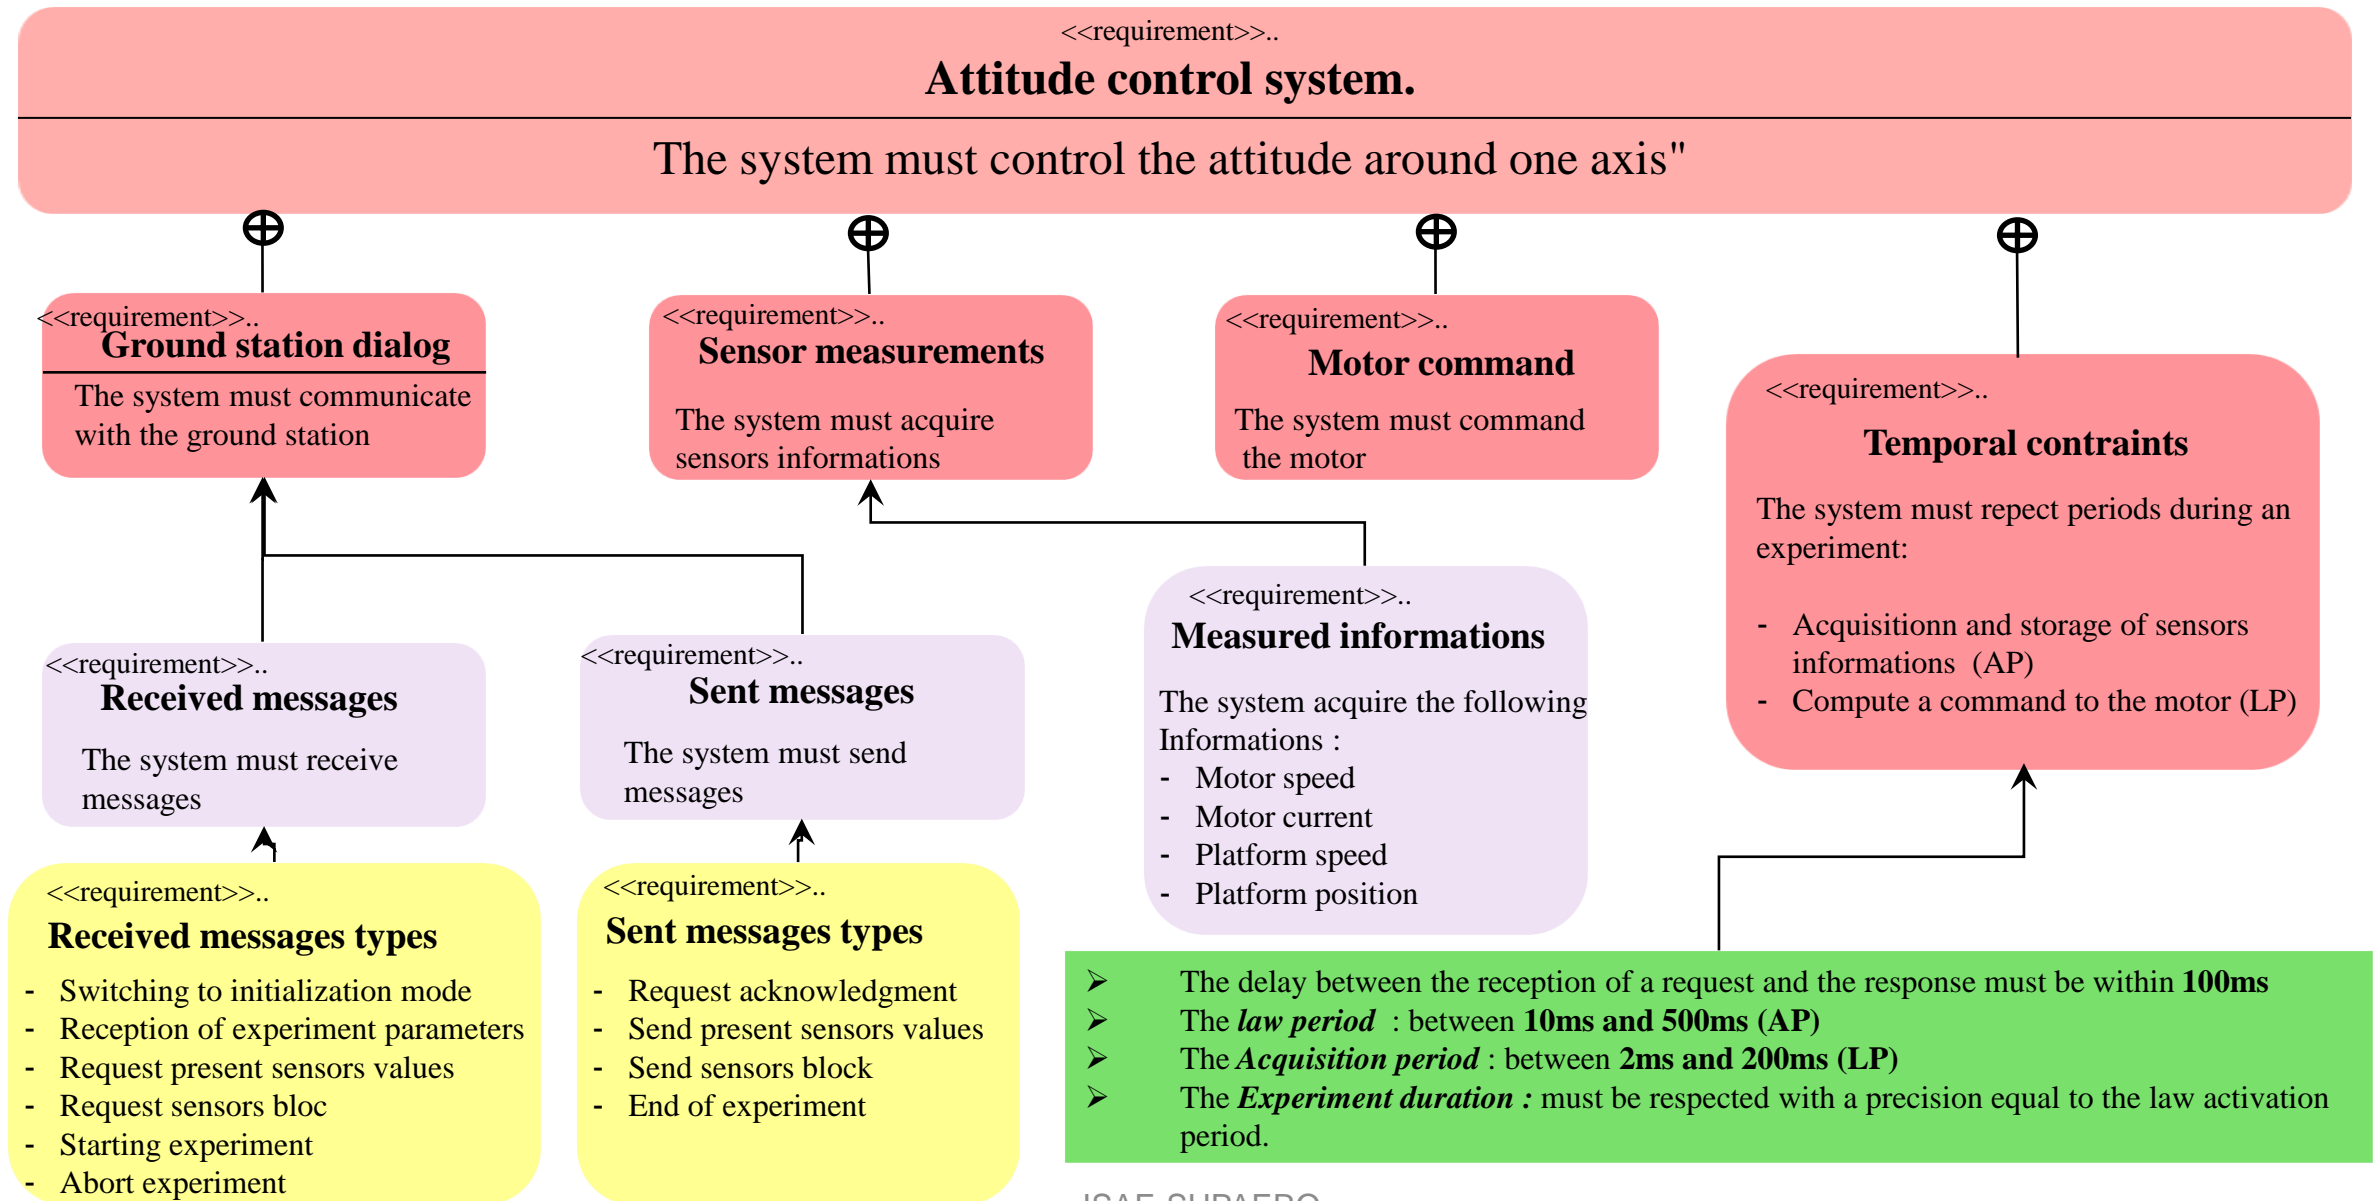 <<requirement>>..
Attitude control system.
The system must control the attitude around one axis"
<<requirement>>..
Ground station dialog
The system must communicate
with the ground station
<<requirement>>..
Sensor measurements
The system must acquire
sensors informations
<<requirement>>..
Motor command
The system must command
the motor
<<requirement>>..
Temporal contraints
The system must repect periods during an
experiment:
- Acquisitionn and storage of sensors
informations (AP)
- Compute a command to the motor (LP)
<<requirement>>..
Received messages
The system must receive
messages
<<requirement>>..
Sent messages
The system must send
messages
<<requirement>>..
Measured informations
The system acquire the following
Informations :
- Motor speed
- Motor current
- Platform speed
- Platform position
<<requirement>>..
Received messages types
- Switching to initialization mode
- Reception of experiment parameters
- Request present sensors values
- Request sensors bloc
- Starting experiment
- Abort experiment
<<requirement>>..
Sent messages types
- Request acknowledgment
- Send present sensors values
- Send sensors block
- End of experiment
➢ The delay between the reception of a request and the response must be within 100ms
➢ The law period : between 10ms and 500ms (AP)
➢ The Acquisition period : between 2ms and 200ms (LP)
➢ The Experiment duration : must be respected with a precision equal to the law activation
period.
ISAE SUPAERO